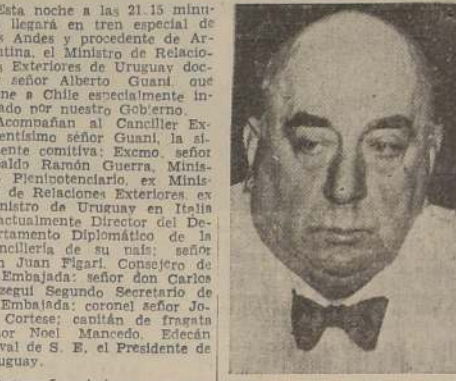 Esta noche a las 21.15 minu-
llegará en tren especial de
s Andes y procedente de Ar-
ntina, el Ministro de Relacio-
s Exteriores de Uruguay doc-
señor Alberto Guani. que
ne a Chile especialmente in-
ado por nuestro Gobierno.
Acompañan al Canciller Ex-
entísimo señor Guani, la si-
ente comitiva: Excmo. señor
aldo Ramón Guerra, Minis-
Plenipotenciario, ex Minis-
de Relaciones Exteriores, ex
nistro de Uruguay en Italia
actualmente Director del De-
rtamento Diplomático de la
ncillería de su país; señor
n Juan Figari, Consejero de
Embajada; señor don Carlos
zegui Segundo Secretario de
Embajada; coronel señor Jo-
Cortese; capitán de fragata
or Noel Mancedo, Edecán
val de S. E. el Presidente de
uguay.